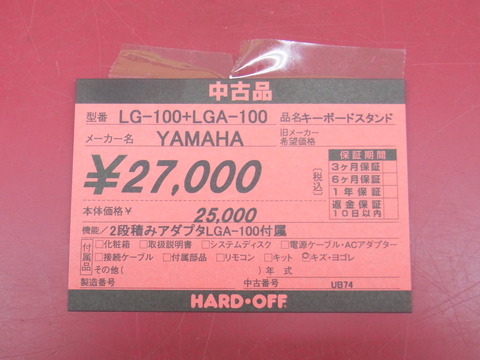 中古品
型番 LG-100+LGA-100 品名 キーボードスタンド
メーカー名 YAMAHA 旧メーカー希望価格
¥27,000 [税込]
保証期間
3ヶ月保証
6ヶ月保証
1年保証
返金保証
10日以内
本体価格¥ 25,000
機能/2段積みアダプタLGA-100付属
付属品 □化粧箱 □取扱説明書 □システムディスク □電源ケーブル・ACアダプター
□接続ケーブル □付属部品 □リモコン □キット ◎キズ・ヨゴレ
その他( )年式
製造番号 中古番号 UB74
HARD・OFF